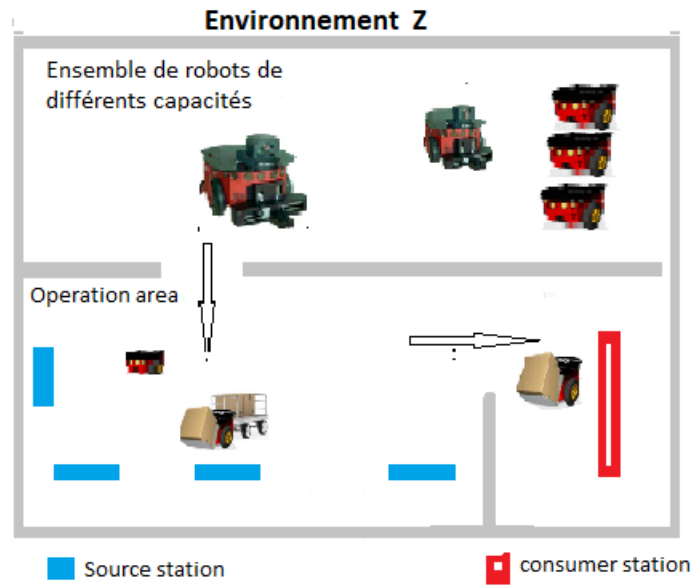 Environnement Z
Ensemble de robots de
différents capacités
Operation area
Source station
consumer station